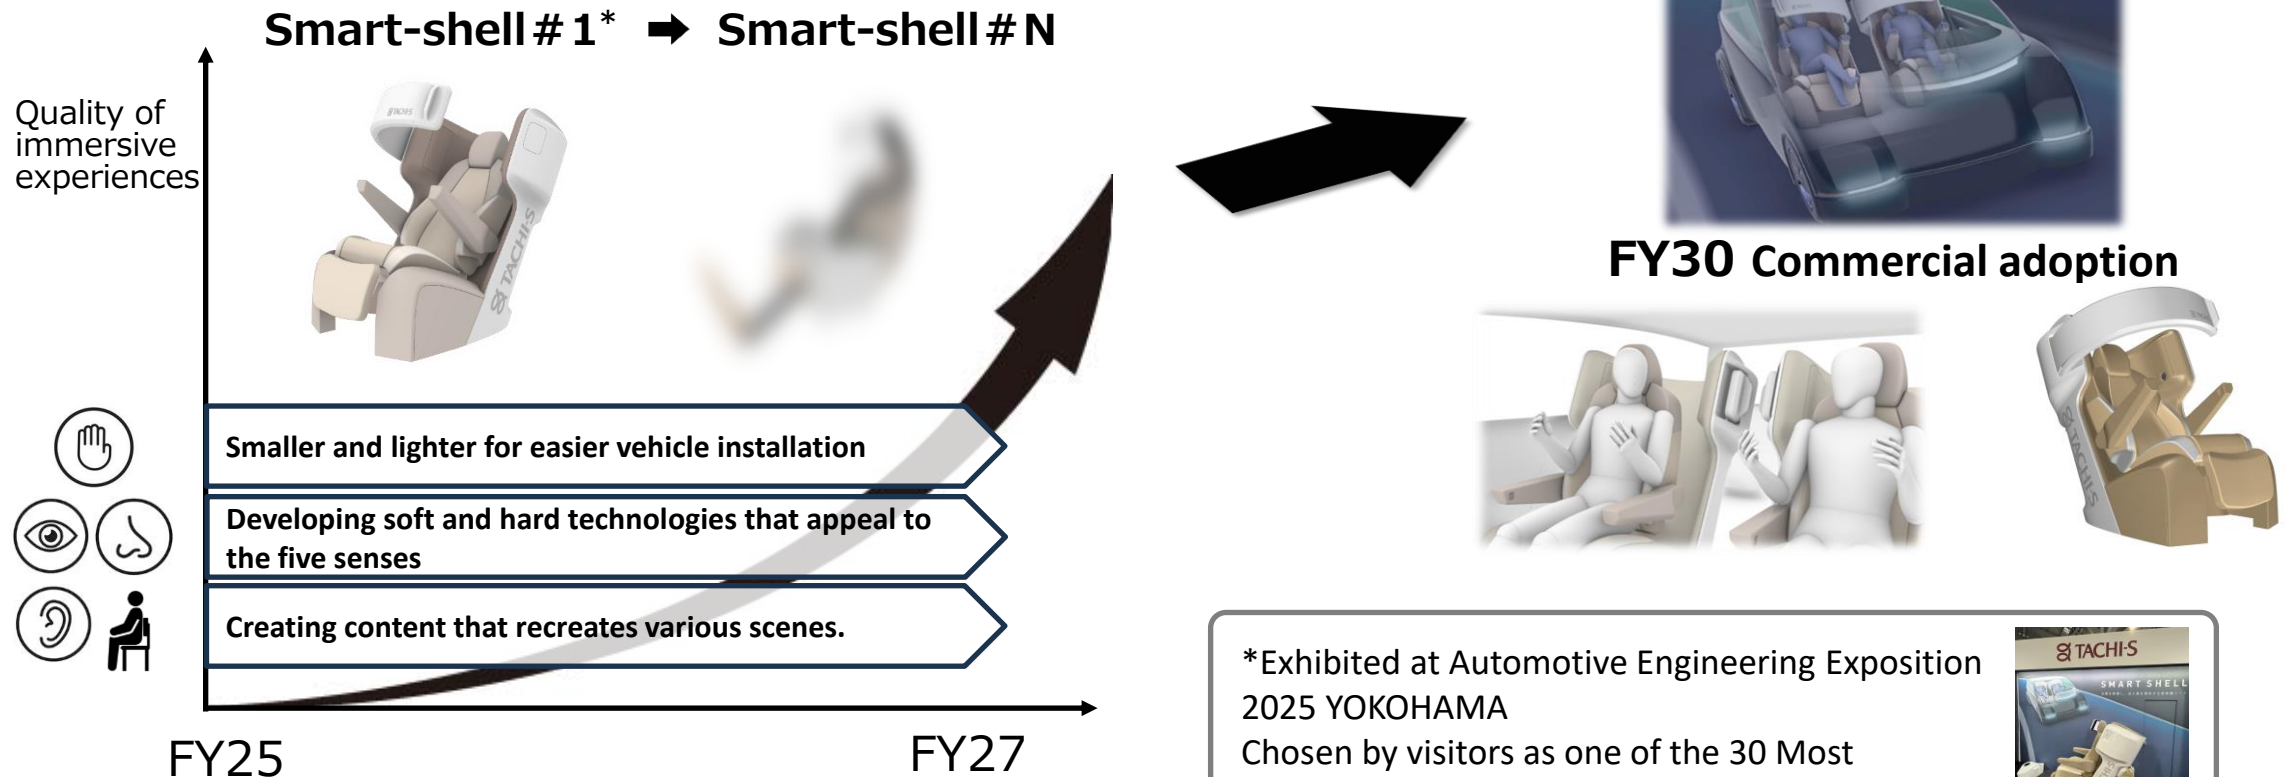 Smart-shell#1* ➡ Smart-shell#N
Quality of
immersive
experiences
TACHI-S
TACHI-S
Smaller and lighter for easier vehicle installation
Developing soft and hard technologies that appeal to
the five senses
Creating content that recreates various scenes.
FY25
FY27
FY30 Commercial adoption
TACHI-S
*Exhibited at Automotive Engineering Exposition
2025 YOKOHAMA
Chosen by visitors as one of the 30 Most
TACHI-S
SMART SHELL